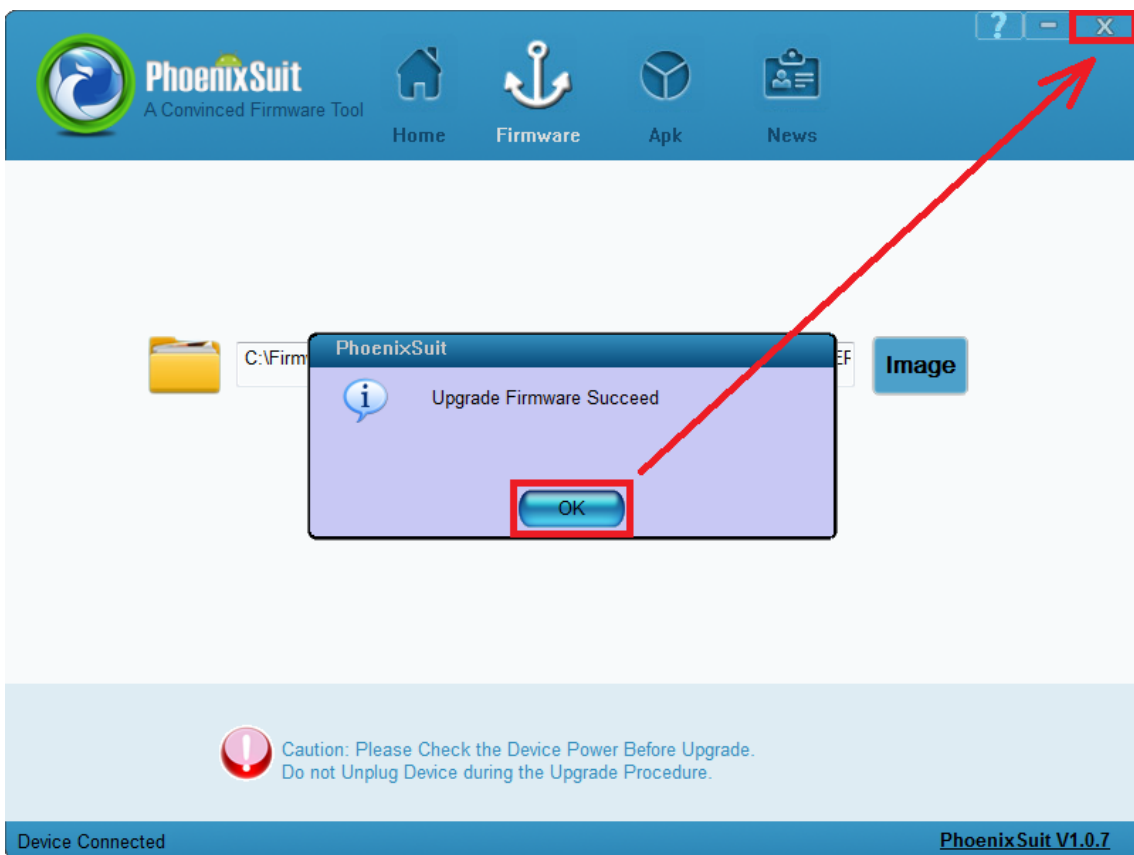 ? - X
PhoenixSuit
A Convinced Firmware Tool
Home Firmware Apk News
C:\Firm
EF
Image
PhoenixSuit
i
Upgrade Firmware Succeed
OK
Caution: Please Check the Device Power Before Upgrade.
Do not Unplug Device during the Upgrade Procedure.
Device Connected
PhoenixSuit V1.0.7